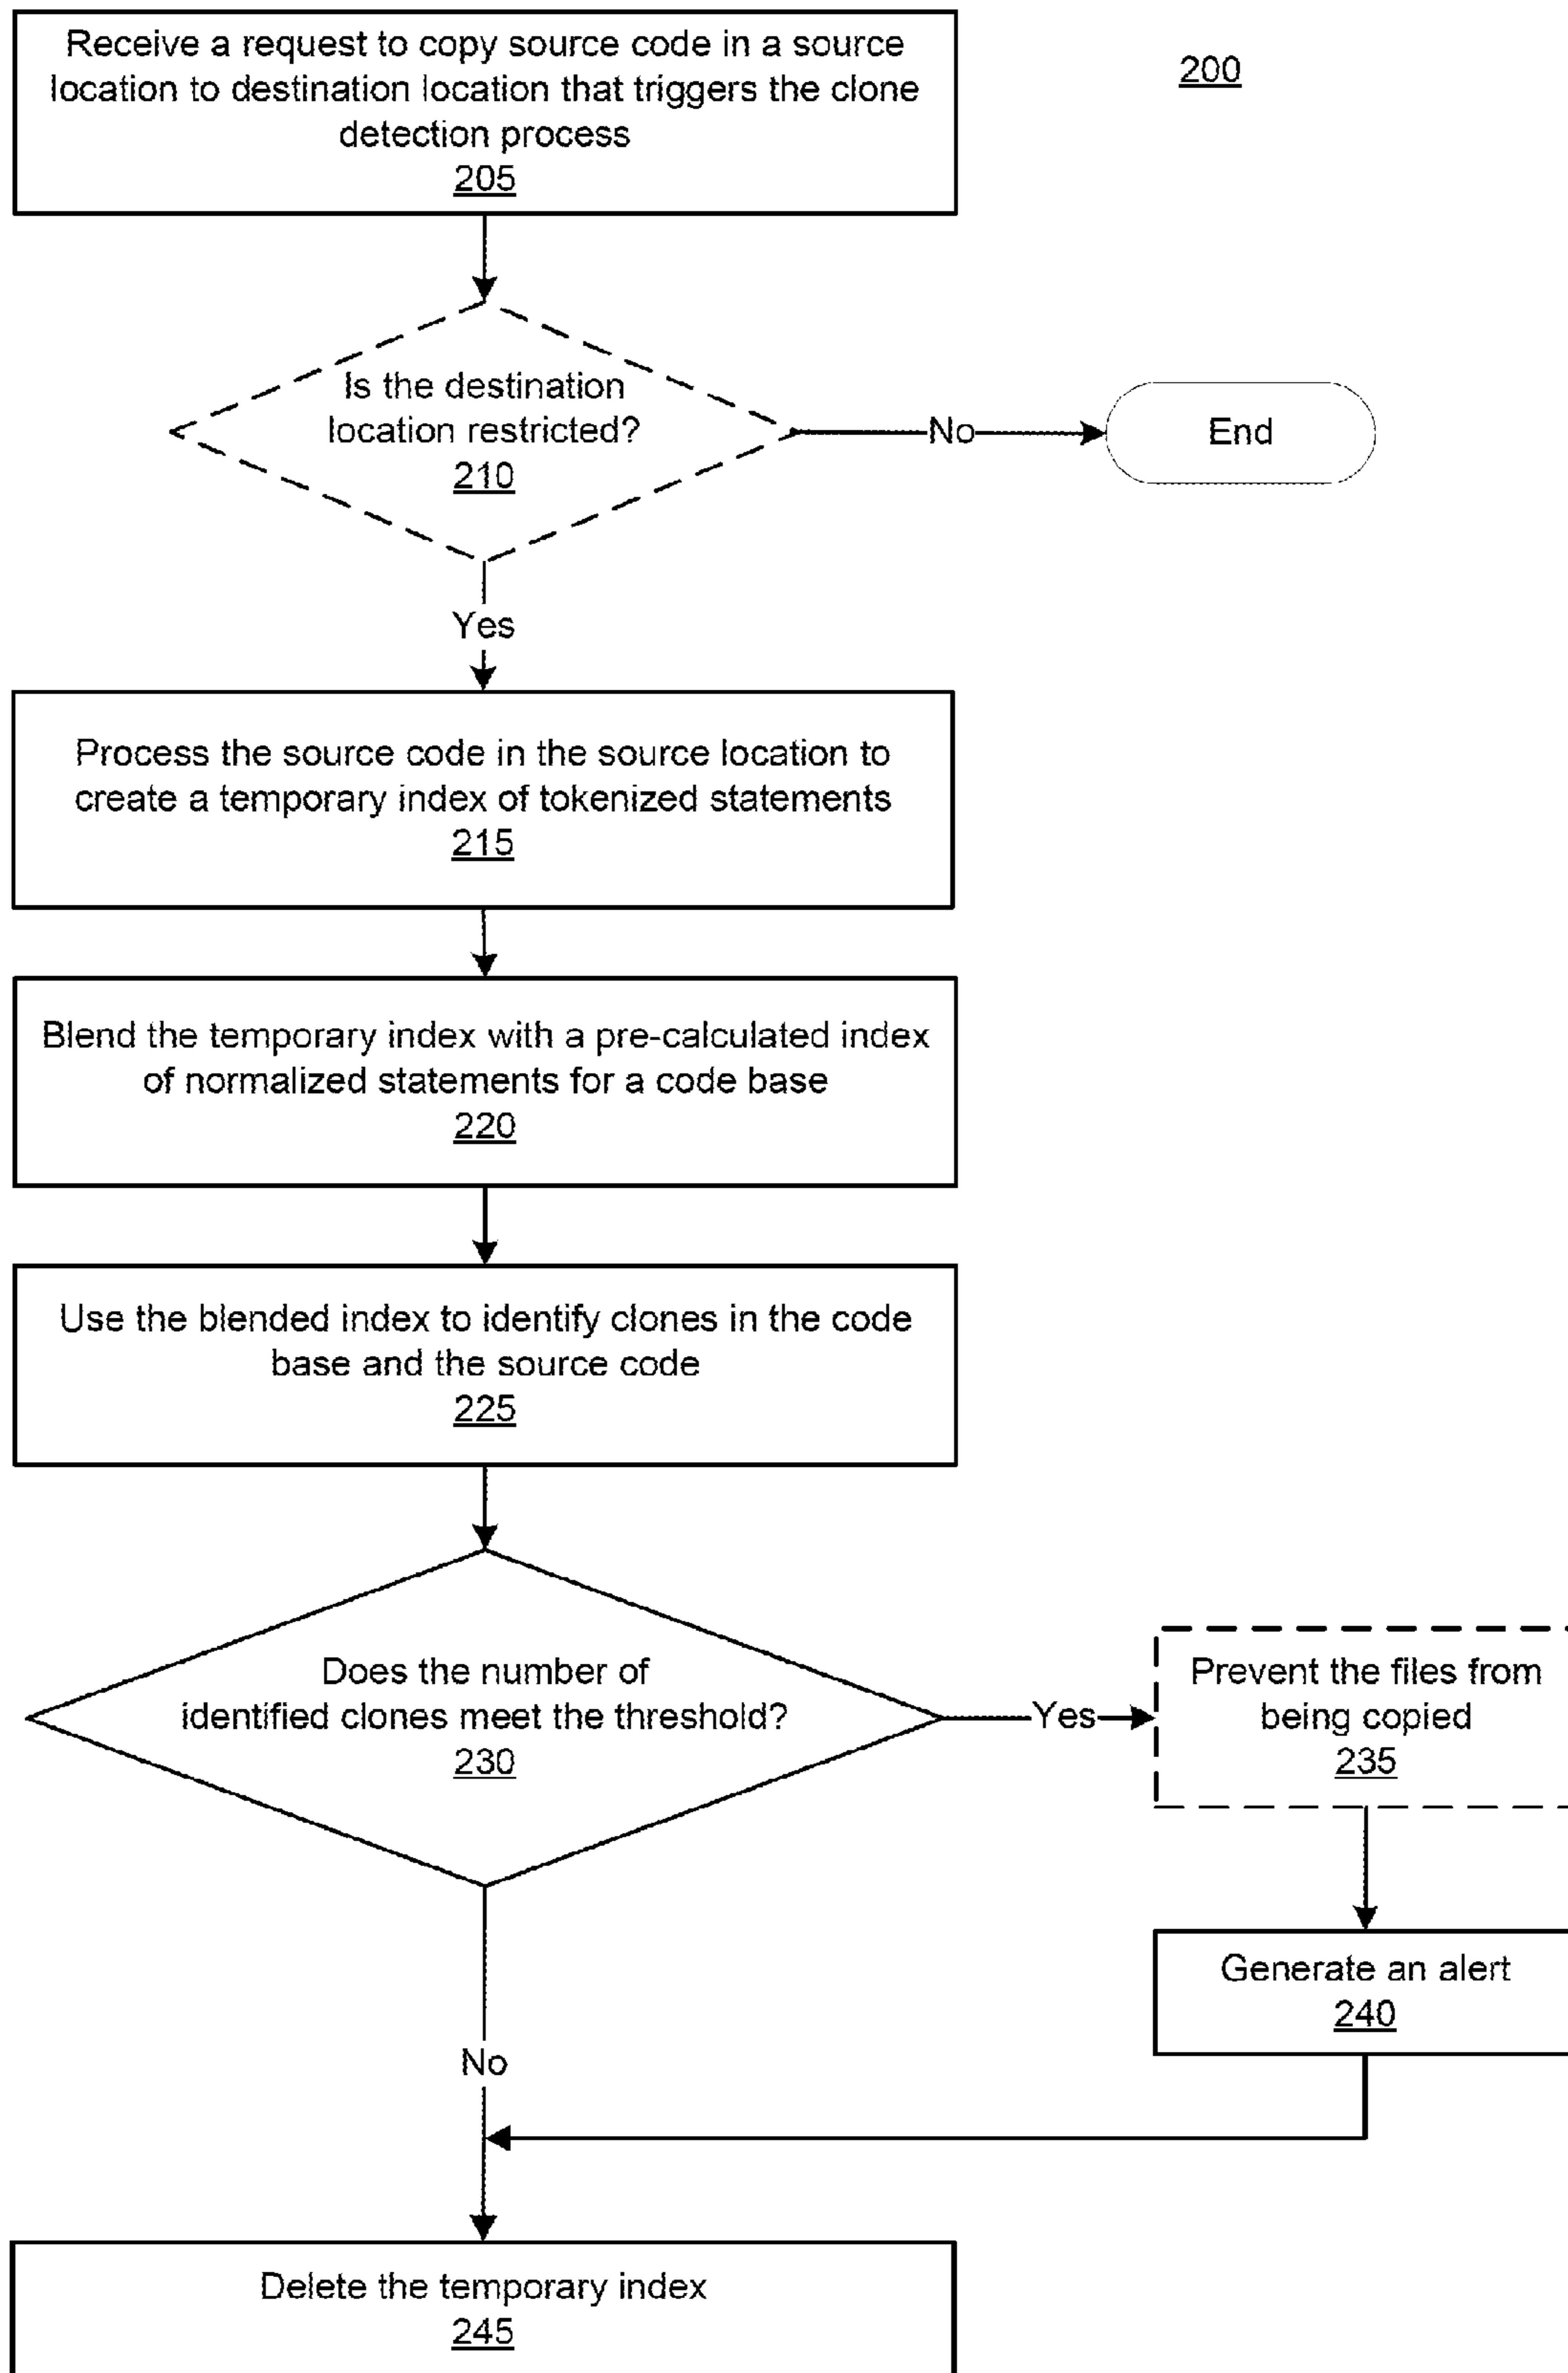 Receive a request to copy source code in a source
location to destination location that triggers the clone
detection process
205
200
Is the destination
location restricted?
210
No
End
Yes
Process the source code in the source location to
create a temporary index of tokenized statements
215
Blend the temporary index with a pre-calculated index
of normalized statements for a code base
220
Use the blended index to identify clones in the code
base and the source code
225
Does the number of
identified clones meet the threshold?
230
Yes
Prevent the files from
being copied
235
Generate an alert
240
No
Delete the temporary index
245